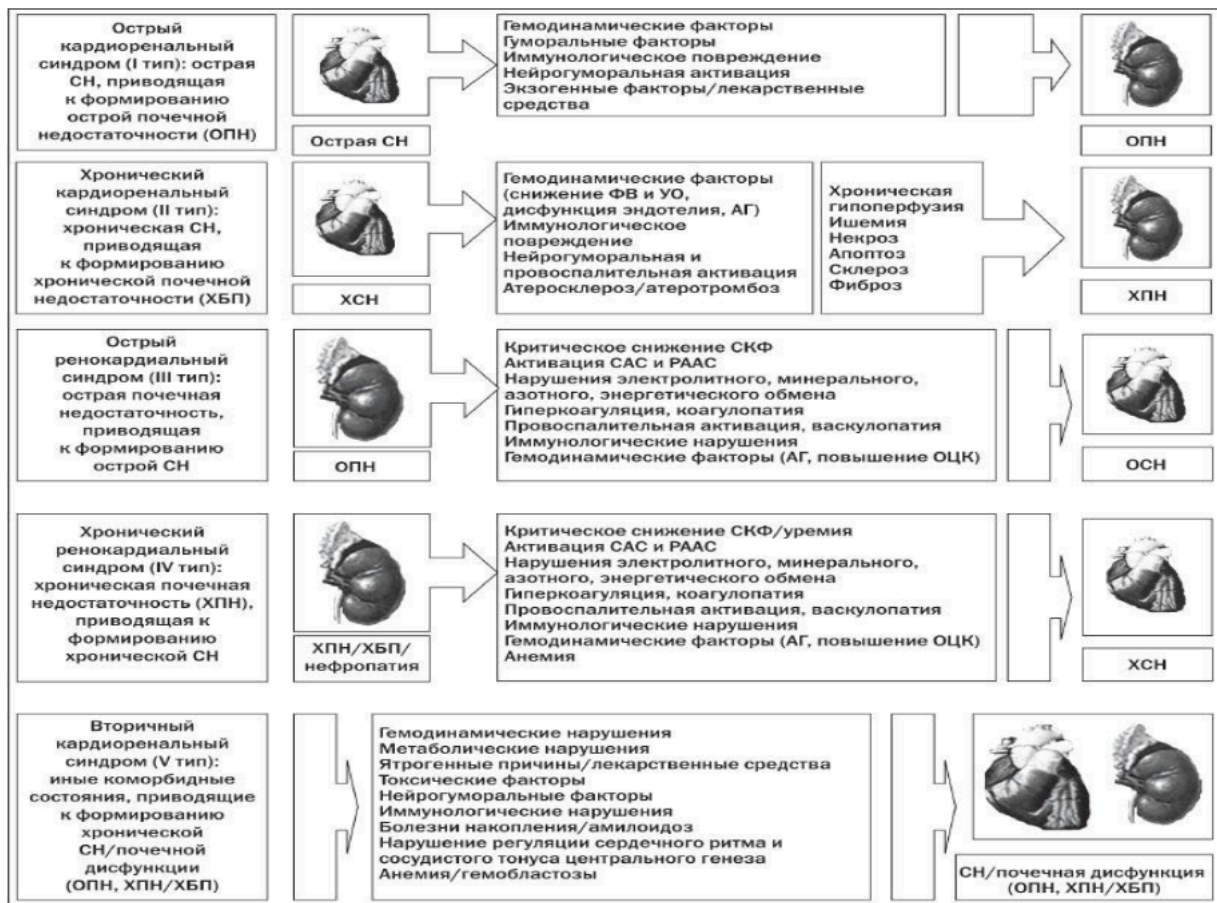 Острый
кардиоренальный
синдром (I тип): острая
СН, приводящая
к формированию
острой почечной
недостаточности (ОПН)
Острая СН
Гемодинамические факторы
Гуморальные факторы
Иммунологическое повреждение
Нейрогуморальная активация
Экзогенные факторы/лекарственные
средства
ОПН
Хронический
кардиоренальный
синдром (II тип):
хроническая СН,
приводящая
к формированию
хронической почечной
недостаточности (ХБП)
ХСН
Гемодинамические факторы
(снижение ФВ и УО,
дисфункция эндотелия, АГ)
Иммунологическое
повреждение
Нейрогуморальная и
провоспалительная активация
Атеросклероз/атеротромбоз
Хроническая
гипоперфузия
Ишемия
Некроз
Апоптоз
Склероз
Фиброз
ХПН
Острый
ренокардиальный
синдром (III тип):
острая почечная
недостаточность,
приводящая
к формированию
острой СН
ОПН
Критическое снижение СКФ
Активация САС и РААС
Нарушения электролитного, минерального,
азотного, энергетического обмена
Гиперкоагуляция, коагулопатия
Провоспалительная активация, васкулопатия
Иммунологические нарушения
Гемодинамические факторы (АГ, повышение ОЦК)
ОСН
Хронический
ренокардиальный
синдром (IV тип):
хроническая почечная
недостаточность (ХПН),
приводящая к
формированию
хронической СН
ХПН/ХБП/
нефропатия
Критическое снижение СКФ/уремия
Активация САС и РААС
Нарушения электролитного, минерального,
азотного, энергетического обмена
Гиперкоагуляция, коагулопатия
Провоспалительная активация, васкулопатия
Иммунологические нарушения
Гемодинамические факторы (АГ, повышение ОЦК)
Анемия
ХСН
Вторичный
кардиоренальный
синдром (V тип):
иные коморбидные
состояния, приводящие
к формированию
хронической
СН/почечной
дисфункции
(ОПН, ХПН/ХБП)
Гемодинамические нарушения
Метаболические нарушения
Ятрогенные причины/лекарственные средства
Токсические факторы
Нейрогуморальные факторы
Иммунологические нарушения
Болезни накопления/амилоидоз
Нарушение регуляции сердечного ритма и
сосудистого тонуса центрального генеза
Анемия/гемобластозы
СН/почечная дисфункция
(ОПН, ХПН/ХБП)